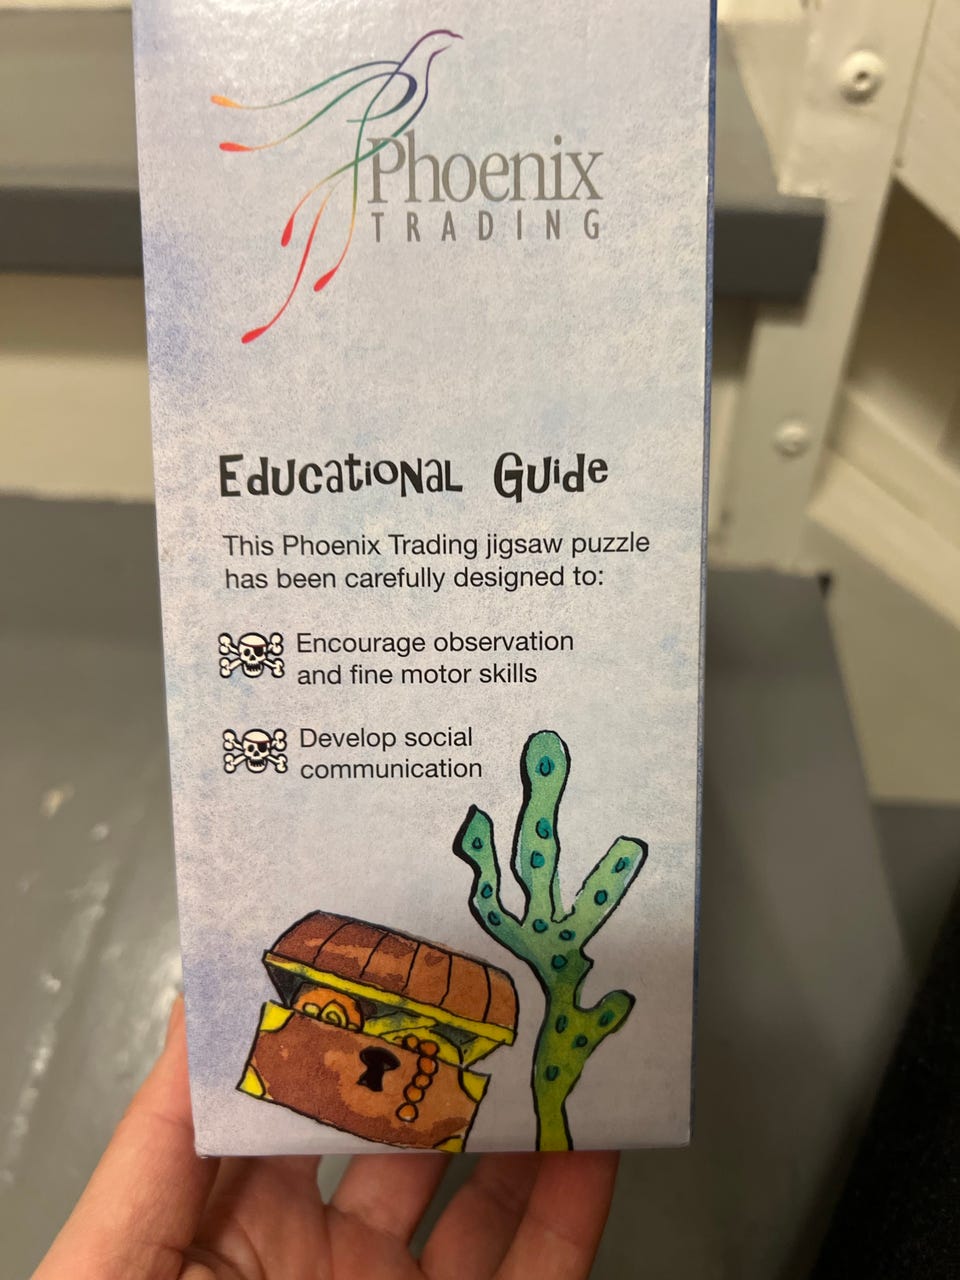 Phoenix
TRADING
Educational Guide
This Phoenix Trading jigsaw puzzle
has been carefully designed to:
Encourage observation
and fine motor skills
Develop social
communication